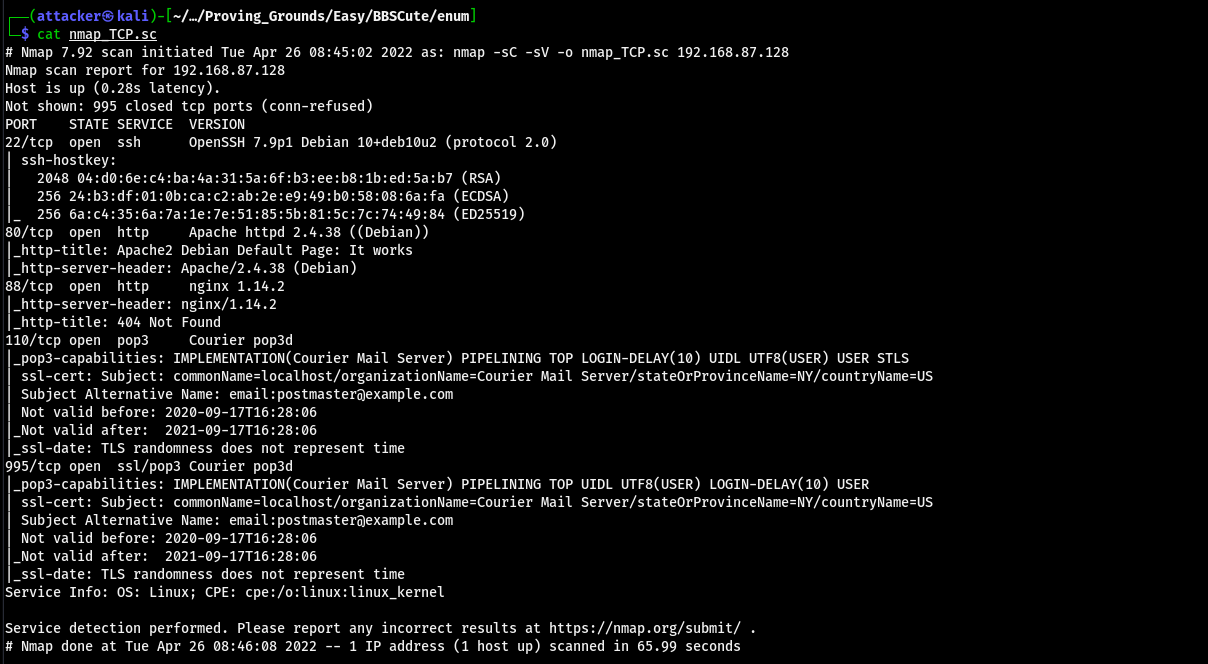 ┌──(attacker㉿kali)-[~/…/Proving_Grounds/Easy/BBSCute/enum]
└─$ cat nmap_TCP.sc
# Nmap 7.92 scan initiated Tue Apr 26 08:45:02 2022 as: nmap -sC -sV -o nmap_TCP.sc 192.168.87.128
Nmap scan report for 192.168.87.128
Host is up (0.28s latency).
Not shown: 995 closed tcp ports (conn-refused)
PORT    STATE SERVICE  VERSION
22/tcp  open  ssh      OpenSSH 7.9p1 Debian 10+deb10u2 (protocol 2.0)
| ssh-hostkey:
|   2048 04:d0:6e:c4:ba:4a:31:5a:6f:b3:ee:b8:1b:ed:5a:b7 (RSA)
|   256 24:b3:df:01:0b:ca:c2:ab:2e:e9:49:b0:58:08:6a:fa (ECDSA)
|_  256 6a:c4:35:6a:7a:1e:7e:51:85:5b:81:5c:7c:74:49:84 (ED25519)
80/tcp  open  http     Apache httpd 2.4.38 ((Debian))
|_http-title: Apache2 Debian Default Page: It works
|_http-server-header: Apache/2.4.38 (Debian)
88/tcp  open  http     nginx 1.14.2
|_http-server-header: nginx/1.14.2
|_http-title: 404 Not Found
110/tcp open  pop3     Courier pop3d
|_pop3-capabilities: IMPLEMENTATION(Courier Mail Server) PIPELINING TOP LOGIN-DELAY(10) UIDL UTF8(USER) USER STLS
| ssl-cert: Subject: commonName=localhost/organizationName=Courier Mail Server/stateOrProvinceName=NY/countryName=US
| Subject Alternative Name: email:postmaster@example.com
| Not valid before: 2020-09-17T16:28:06
|_Not valid after:  2021-09-17T16:28:06
|_ssl-date: TLS randomness does not represent time
995/tcp open  ssl/pop3 Courier pop3d
|_pop3-capabilities: IMPLEMENTATION(Courier Mail Server) PIPELINING TOP UIDL UTF8(USER) LOGIN-DELAY(10) USER
| ssl-cert: Subject: commonName=localhost/organizationName=Courier Mail Server/stateOrProvinceName=NY/countryName=US
| Subject Alternative Name: email:postmaster@example.com
| Not valid before: 2020-09-17T16:28:06
|_Not valid after:  2021-09-17T16:28:06
|_ssl-date: TLS randomness does not represent time
Service Info: OS: Linux; CPE: cpe:/o:linux:linux_kernel

Service detection performed. Please report any incorrect results at https://nmap.org/submit/ .
# Nmap done at Tue Apr 26 08:46:08 2022 -- 1 IP address (1 host up) scanned in 65.99 seconds